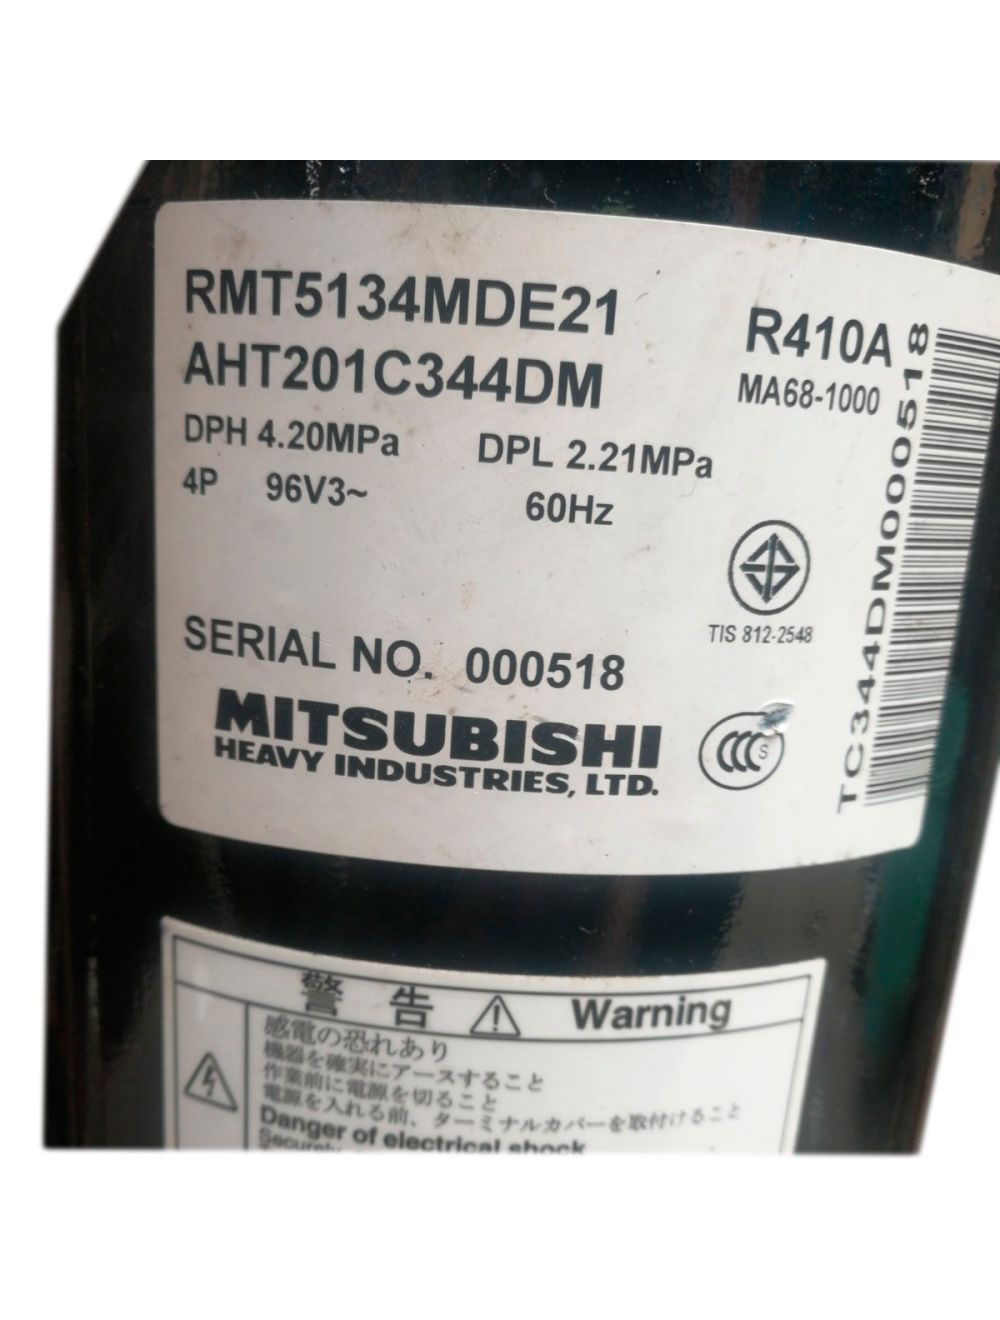 RMT5134MDE21
AHT201C344DM
R410A
MA68-1000
DPH 4.20MPa DPL 2.21MPa
4P 96V3~ 60Hz
TIS 812-2548
SERIAL NO. 000518
MITSUBISHI
HEAVY INDUSTRIES, LTD.
CCC S
TC344DM000518
警告 Warning
感電の恐れあり
機器を確実にアースすること
作業前に電源を切ること
電源を入れる前、ターミナルカバーを取付けること
Danger of electrical shock
Securely